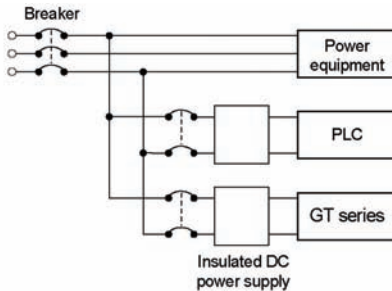 Breaker
Power
equipment
PLC
GT series
Insulated DC
power supply